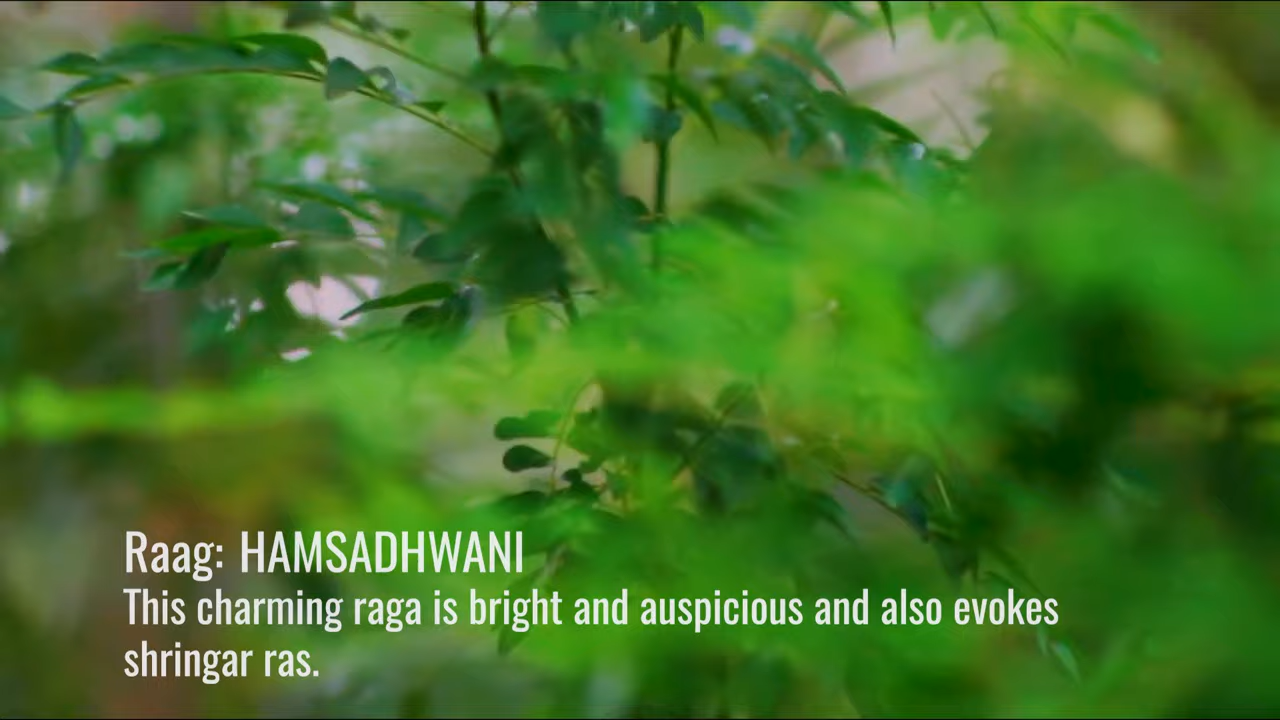 Raag: HAMSADHWANI
This charming raga is bright and auspicious and also evokes
shringar ras.